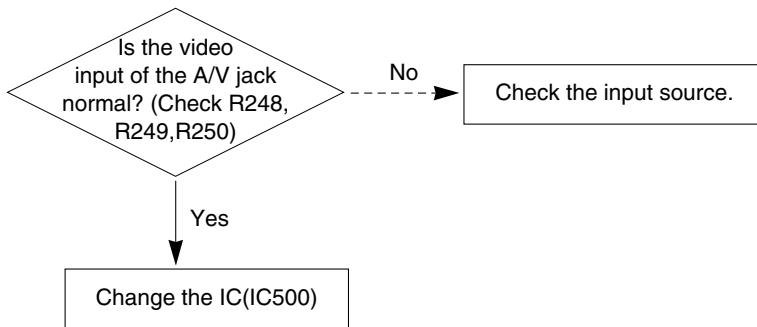 Is the video
input of the A/V jack
normal? (Check R248,
R249,R250)
No
Check the input source.
Yes
Change the IC(IC500)